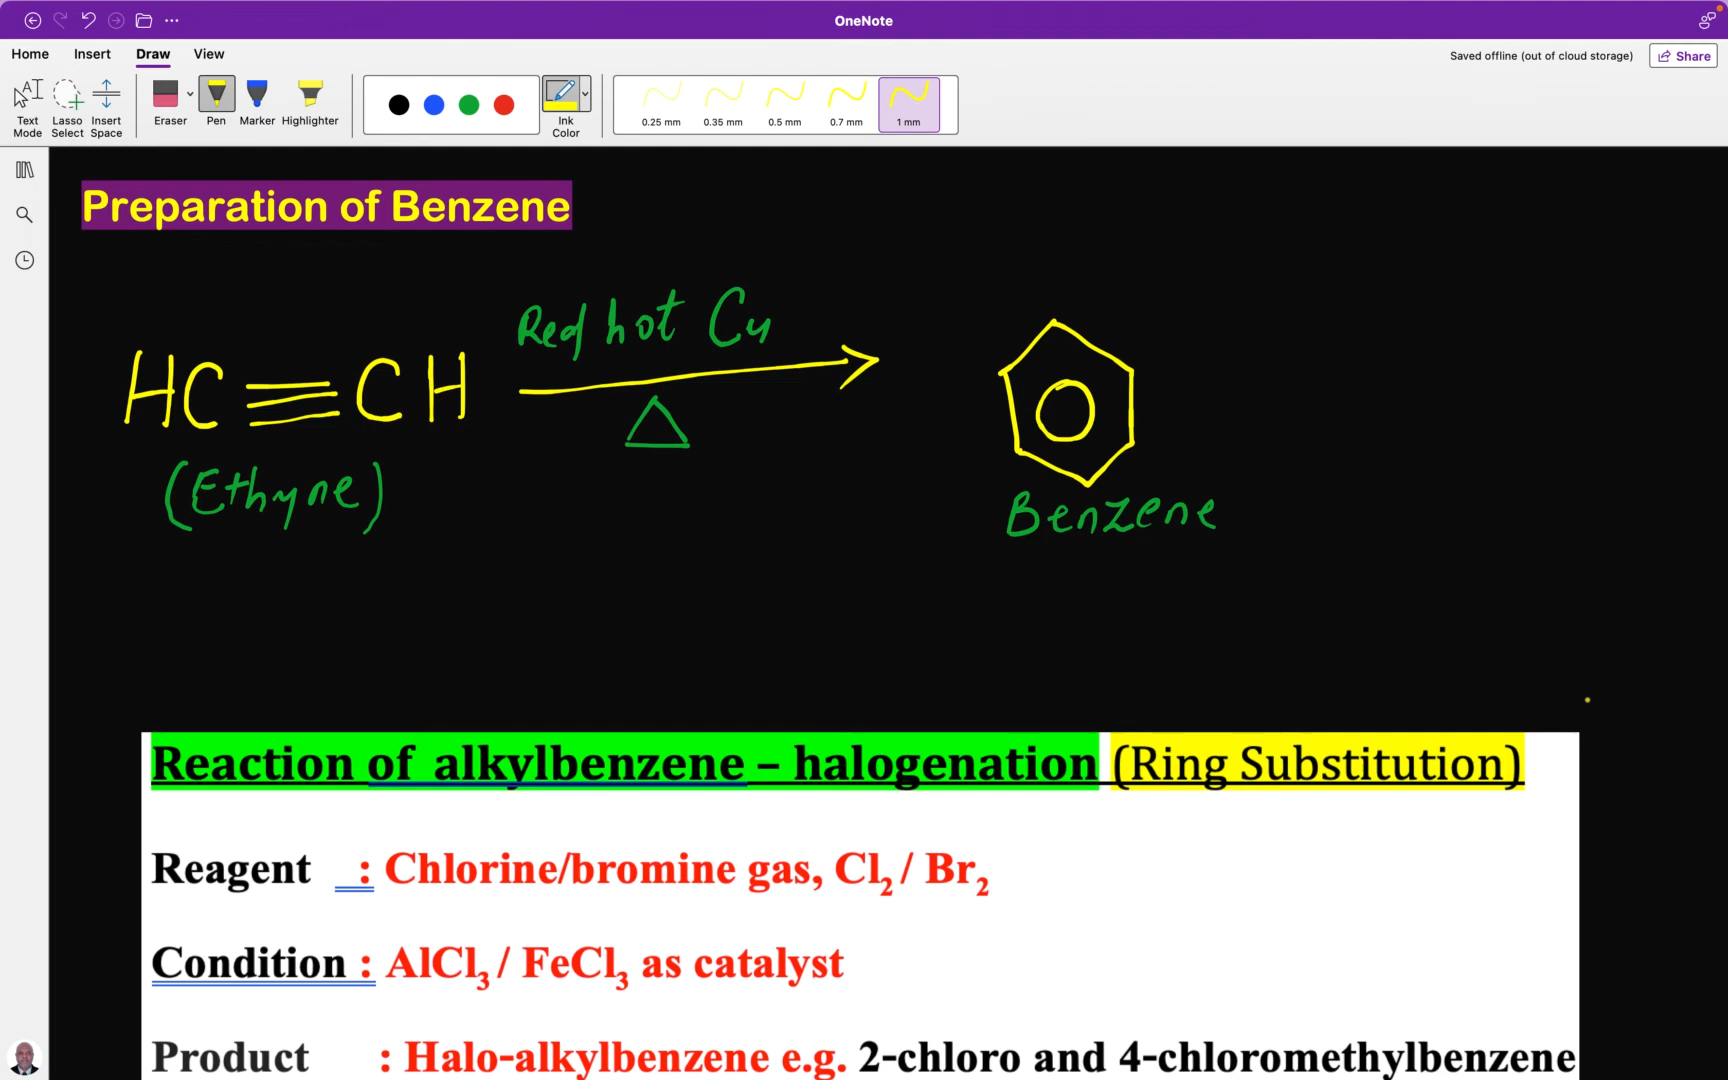 OneNote
Home Insert Draw View
Saved offline (out of cloud storage) Share
Text Mode
Lasso Select
Insert Space
Eraser
Pen
Marker
Highlighter
Ink Color
0.25 mm
0.35 mm
0.5 mm
0.7 mm
1 mm
Preparation of Benzene
Red hot Cu
HC≡CH
Δ
(Ethyne)
Benzene
Reaction of alkylbenzene – halogenation (Ring Substitution)
Reagent : Chlorine/bromine gas, Cl₂ / Br₂
Condition : AlCl₃ / FeCl₃ as catalyst
Product : Halo-alkylbenzene e.g. 2-chloro and 4-chloromethylbenzene